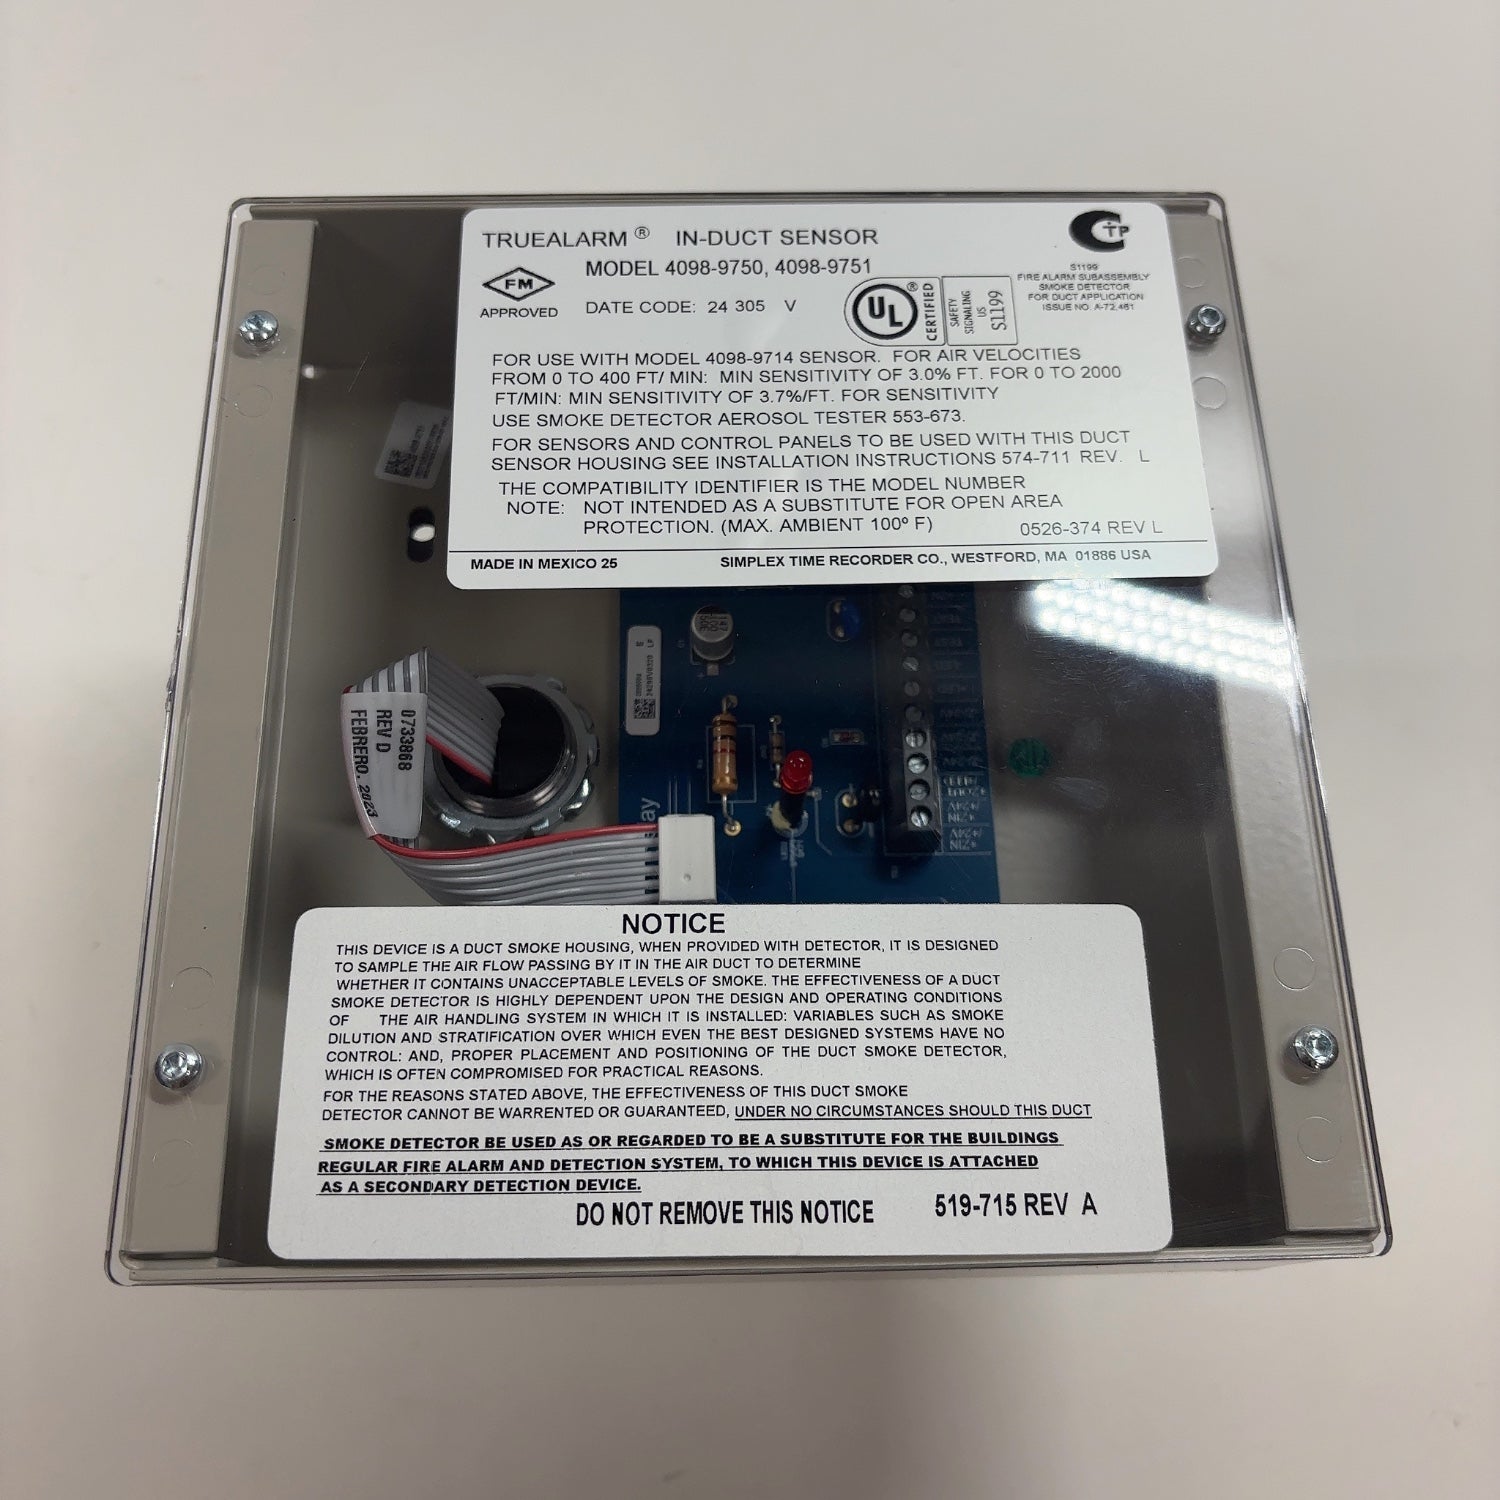 TRUEALARM ® IN-DUCT SENSOR
MODEL 4098-9750, 4098-9751
FM
APPROVED
DATE CODE: 24 305 V
UL ®
CERTIFIED
SAFETY
SIGNALING
US
S1199
CTP
S1199
FIRE ALARM SUBASSEMBLY
SMOKE DETECTOR
FOR DUCT APPLICATION
ISSUE NO. A-72,461
FOR USE WITH MODEL 4098-9714 SENSOR. FOR AIR VELOCITIES
FROM 0 TO 400 FT/ MIN: MIN SENSITIVITY OF 3.0% FT. FOR 0 TO 2000
FT/MIN: MIN SENSITIVITY OF 3.7%/FT. FOR SENSITIVITY
USE SMOKE DETECTOR AEROSOL TESTER 553-673.
FOR SENSORS AND CONTROL PANELS TO BE USED WITH THIS DUCT
SENSOR HOUSING SEE INSTALLATION INSTRUCTIONS 574-711 REV. L
THE COMPATIBILITY IDENTIFIER IS THE MODEL NUMBER
NOTE: NOT INTENDED AS A SUBSTITUTE FOR OPEN AREA
PROTECTION. (MAX. AMBIENT 100º F) 0526-374 REV L
MADE IN MEXICO 25 SIMPLEX TIME RECORDER CO., WESTFORD, MA 01886 USA
0733868
REV D
FEBRERO. 2023
NOTICE
THIS DEVICE IS A DUCT SMOKE HOUSING, WHEN PROVIDED WITH DETECTOR, IT IS DESIGNED
TO SAMPLE THE AIR FLOW PASSING BY IT IN THE AIR DUCT TO DETERMINE
WHETHER IT CONTAINS UNACCEPTABLE LEVELS OF SMOKE. THE EFFECTIVENESS OF A DUCT
SMOKE DETECTOR IS HIGHLY DEPENDENT UPON THE DESIGN AND OPERATING CONDITIONS
OF THE AIR HANDLING SYSTEM IN WHICH IT IS INSTALLED: VARIABLES SUCH AS SMOKE
DILUTION AND STRATIFICATION OVER WHICH EVEN THE BEST DESIGNED SYSTEMS HAVE NO
CONTROL: AND, PROPER PLACEMENT AND POSITIONING OF THE DUCT SMOKE DETECTOR,
WHICH IS OFTEN COMPROMISED FOR PRACTICAL REASONS.
FOR THE REASONS STATED ABOVE, THE EFFECTIVENESS OF THIS DUCT SMOKE
DETECTOR CANNOT BE WARRENTED OR GUARANTEED, UNDER NO CIRCUMSTANCES SHOULD THIS DUCT
SMOKE DETECTOR BE USED AS OR REGARDED TO BE A SUBSTITUTE FOR THE BUILDINGS
REGULAR FIRE ALARM AND DETECTION SYSTEM, TO WHICH THIS DEVICE IS ATTACHED
AS A SECONDARY DETECTION DEVICE.
DO NOT REMOVE THIS NOTICE 519-715 REV A